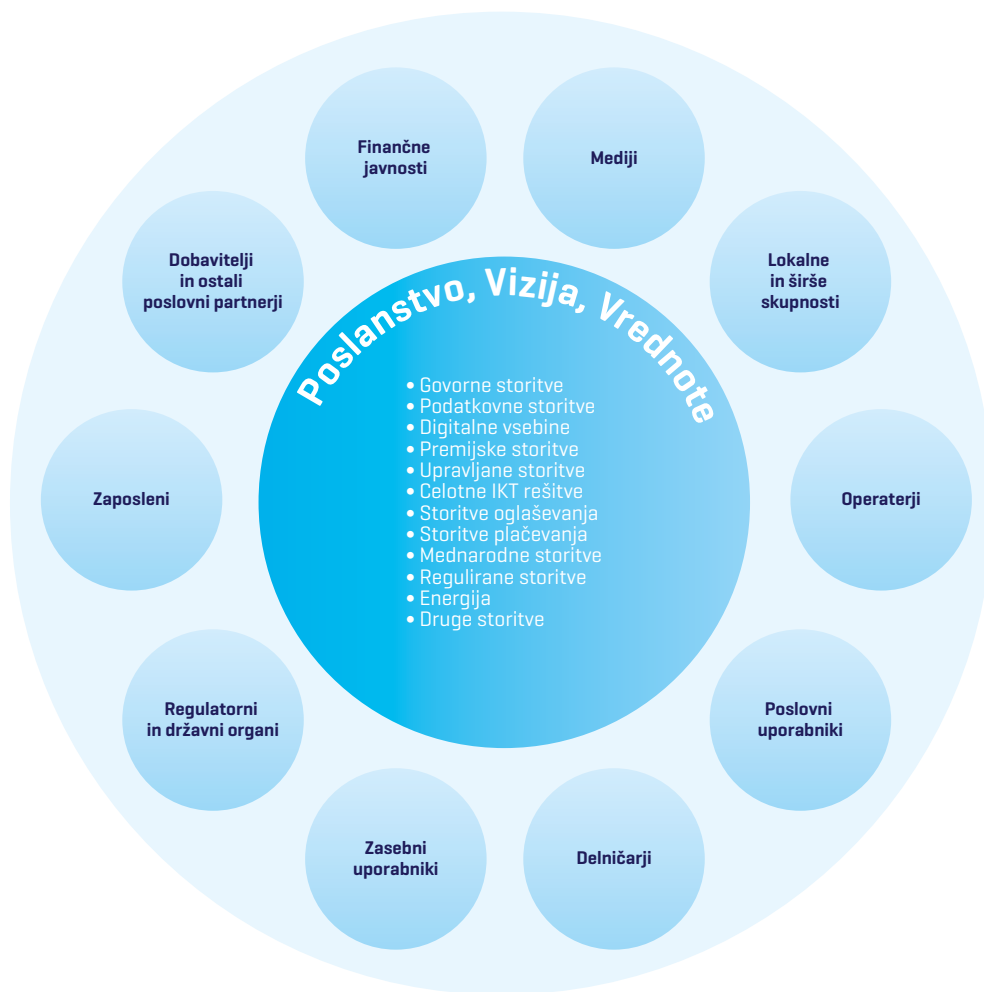 Finančne
javnosti
Mediji
Dobavitelji
in ostali
poslovni partnerji
Lokalne
in širše
skupnosti
Poslanstvo, Vizija, Vrednote
• Govorne storitve
• Podatkovne storitve
• Digitalne vsebine
• Premijske storitve
• Upravljane storitve
• Celotne IKT rešitve
• Storitve oglaševanja
• Storitve plačevanja
• Mednarodne storitve
• Regulirane storitve
• Energija
• Druge storitve
Zaposleni
Operaterji
Regulatorni
in državni organi
Poslovni
uporabniki
Zasebni
uporabniki
Delničarji